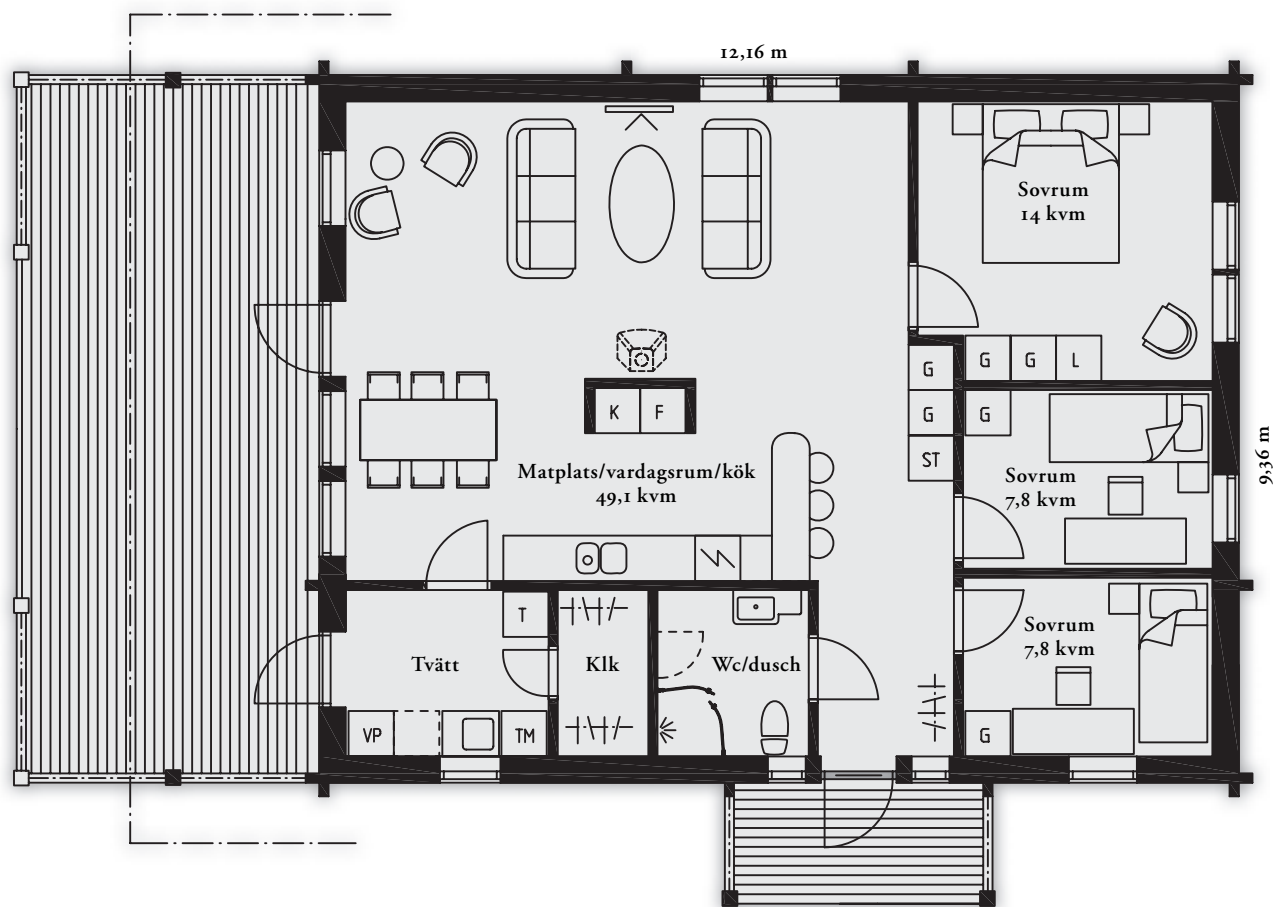 12,16 m
Sovrum
14 kvm
G
G
G
L
G
G
K
F
ST
Matplats/vardagsrum/kök
49,1 kvm
Sovrum
7,8 kvm
9,36 m
T
Tvätt
Klk
Wc/dusch
Sovrum
7,8 kvm
VP
TM
G